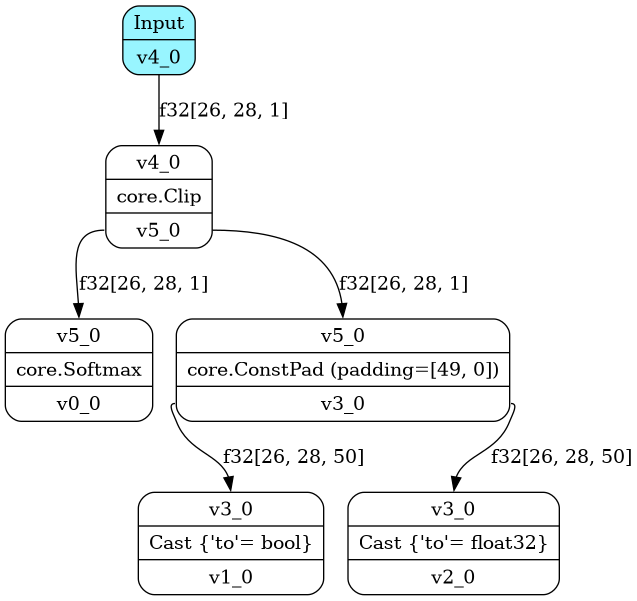 Input
v4_0
f32[26, 28, 1]
v4_0
core.Clip
v5_0
f32[26, 28, 1]
f32[26, 28, 1]
v5_0
core.Softmax
v0_0
v5_0
core.ConstPad (padding=[49, 0])
v3_0
f32[26, 28, 50]
f32[26, 28, 50]
v3_0
Cast {'to'= bool}
v1_0
v3_0
Cast {'to'= float32}
v2_0